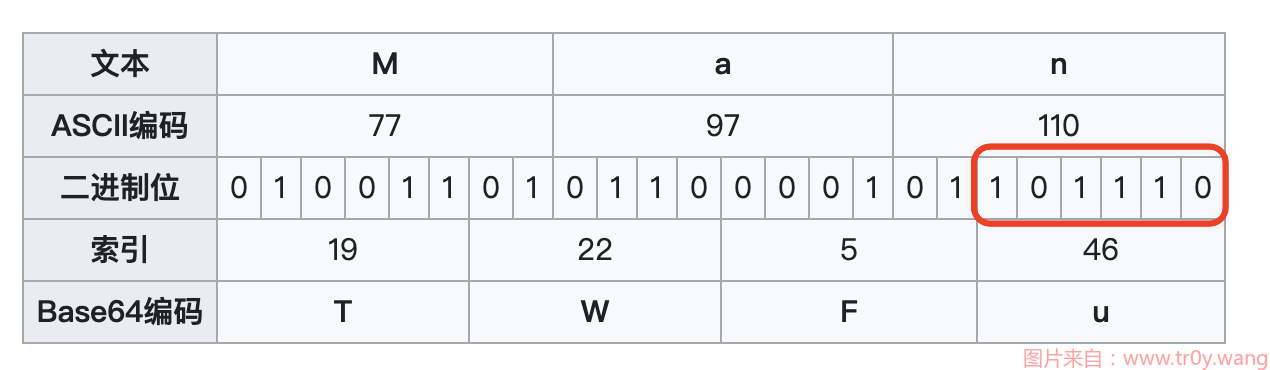 文本 M a n
ASCII编码 77 97 110
二进制位 0 1 0 0 1 1 0 1 0 1 1 0 0 0 0 1 0 1 1 0 1 1 1 0
索引 19 22 5 46
Base64编码 T W F u
图片来自：www.tr0y.wang